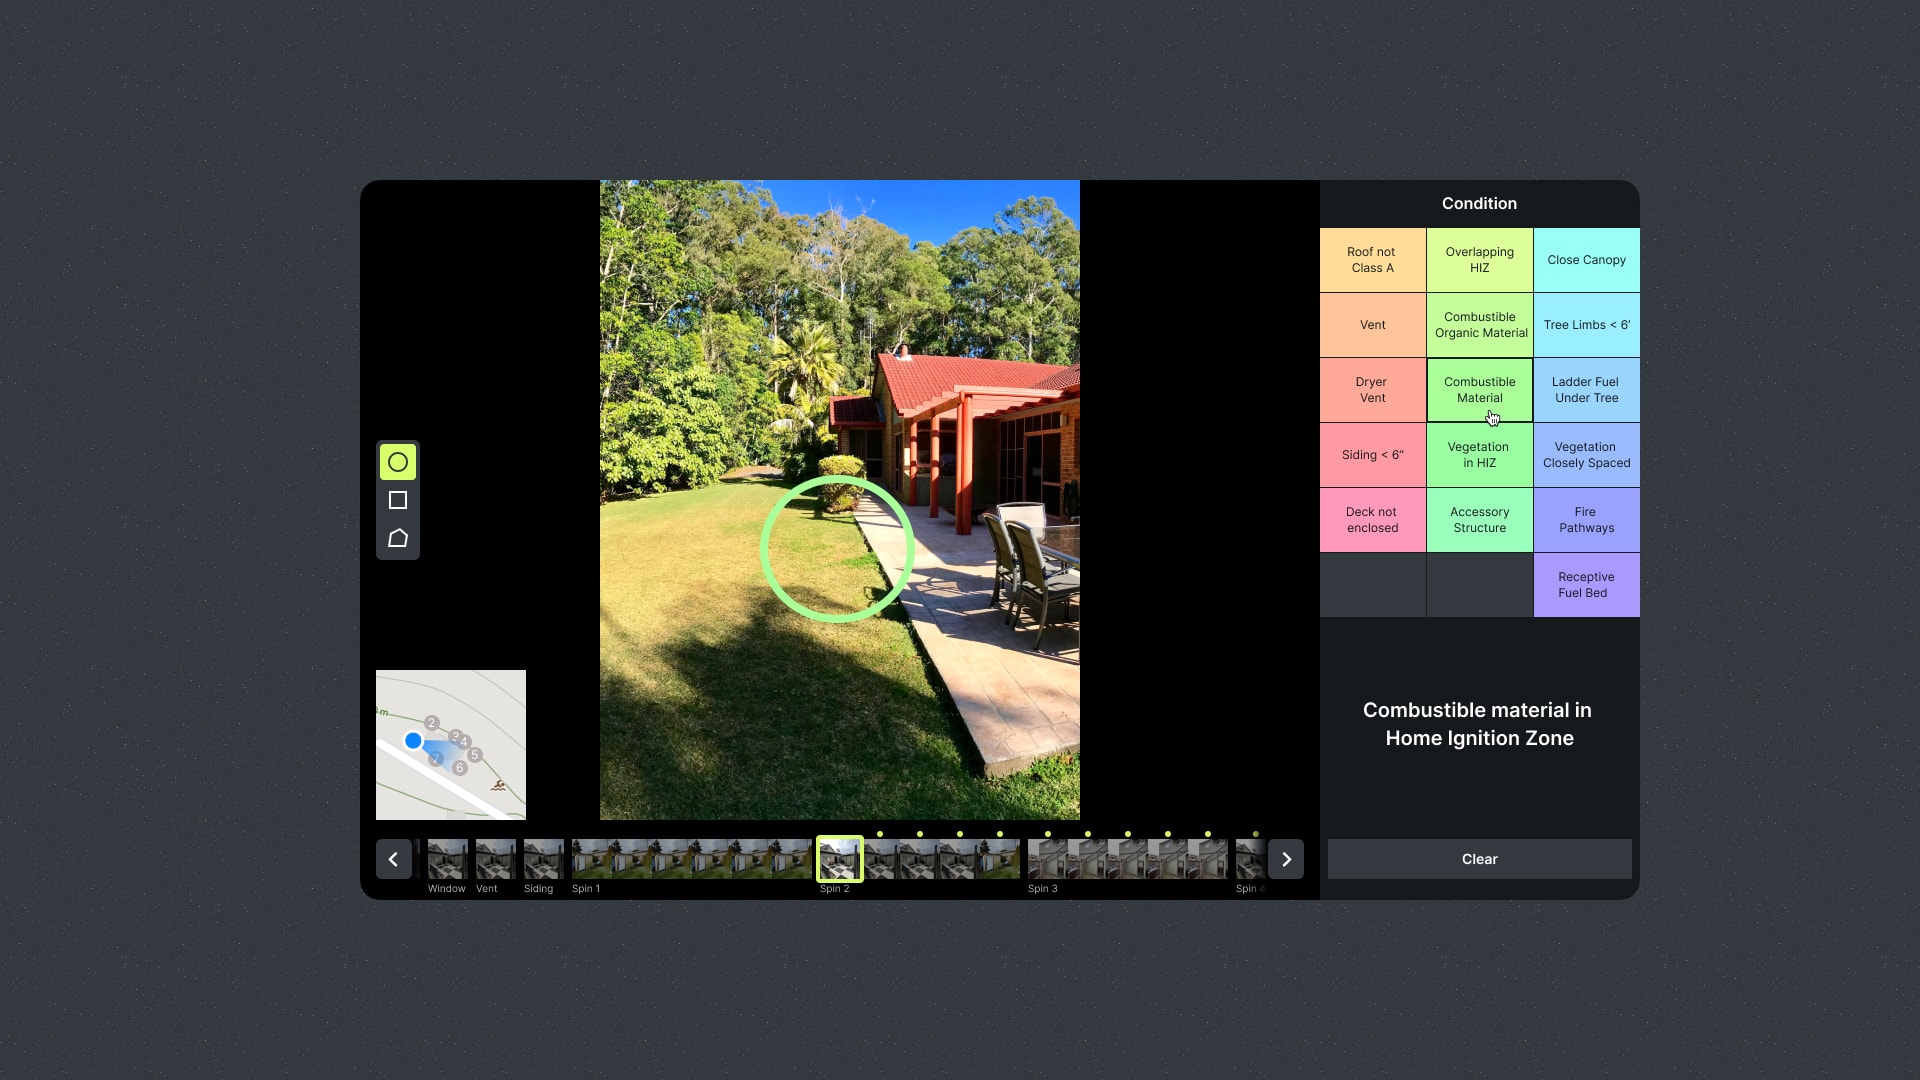 Condition
Roof not
Class A
Overlapping
HIZ
Close Canopy
Vent
Combustible
Organic Material
Tree Limbs < 6’
Dryer
Vent
Combustible
Material
Ladder Fuel
Under Tree
Siding < 6”
Vegetation
in HIZ
Vegetation
Closely Spaced
Deck not
enclosed
Accessory
Structure
Fire
Pathways
Receptive
Fuel Bed
Combustible material in
Home Ignition Zone
Clear
m
2
3
4
5
7
6
Window
Vent
Siding
Spin 1
Spin 2
Spin 3
Spin 4